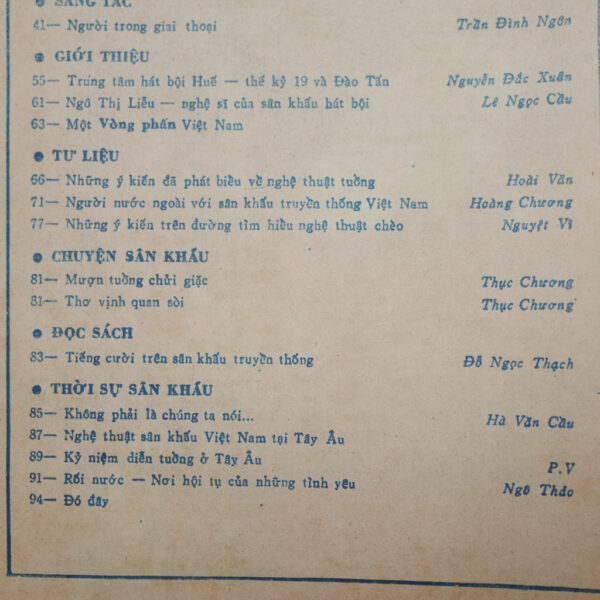 ● SÁNG TÁC
41— Người trong giai thoại Trần Đình Ngôn
● GIỚI THIỆU
55— Trung tâm hát bội Huế — thế kỷ 19 và Đào Tấn Nguyễn Đắc Xuân
61— Ngô Thị Liễu — nghệ sĩ của sân khấu hát bội Lê Ngọc Cầu
63— Một Vòng phấn Việt Nam
● TƯ LIỆU
66— Những ý kiến đã phát biểu về nghệ thuật tuồng Hoài Văn
71— Người nước ngoài với sân khấu truyền thống Việt Nam Hoàng Chương
77— Những ý kiến trên đường tìm hiểu nghệ thuật chèo Nguyệt Vi
● CHUYỆN SÂN KHẤU
81— Mượn tuồng chửi giặc Thục Chương
81— Thơ vịnh quan sòi Thục Chương
● ĐỌC SÁCH
83— Tiếng cười trên sân khấu truyền thống Đỗ Ngọc Thạch
● THỜI SỰ SÂN KHẤU
85— Không phải là chúng ta nói... Hà Văn Cầu
87— Nghệ thuật sân khấu Việt Nam tại Tây Âu
89— Kỷ niệm diễn tuồng ở Tây Âu P.V
91— Rối nước — Nơi hội tụ của những tình yêu Ngô Thảo
94— Đó đây